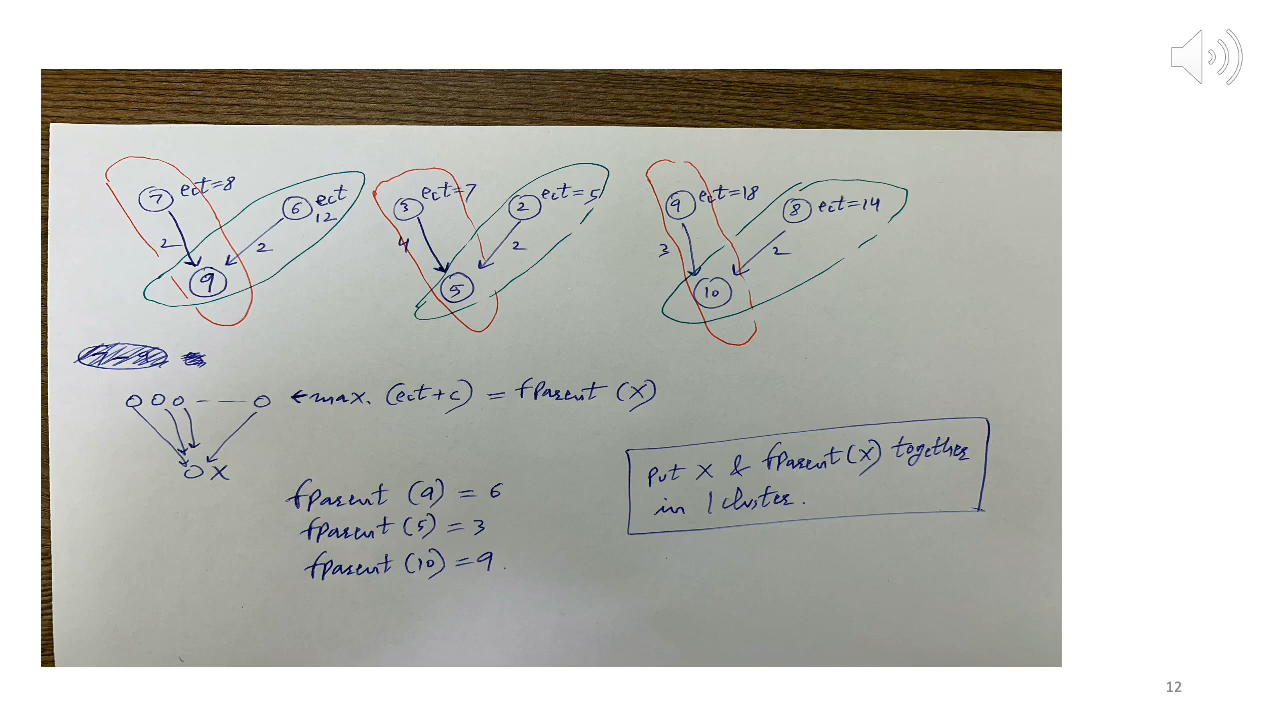 7 ect=8
6 ect
12
2
2
9
3 ect=7
2 ect=5
4
2
5
9 ect=18
8 ect=14
3
2
10
←max. (ect+c) = fparent (X)
X
fparent (9) = 6
fparent (5) = 3
fparent (10) = 9.
Put X & fparent(X) together
in 1 cluster.
12